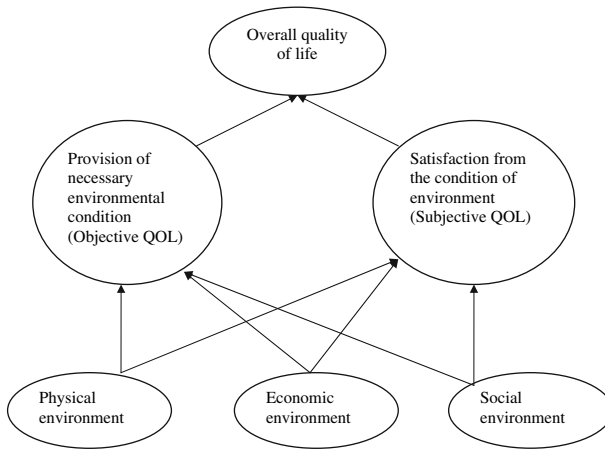 Overall quality
of life
Provision of
necessary
environmental
condition
(Objective QOL)
Satisfaction from
the condition of
environment
(Subjective QOL)
Physical
environment
Economic
environment
Social
environment